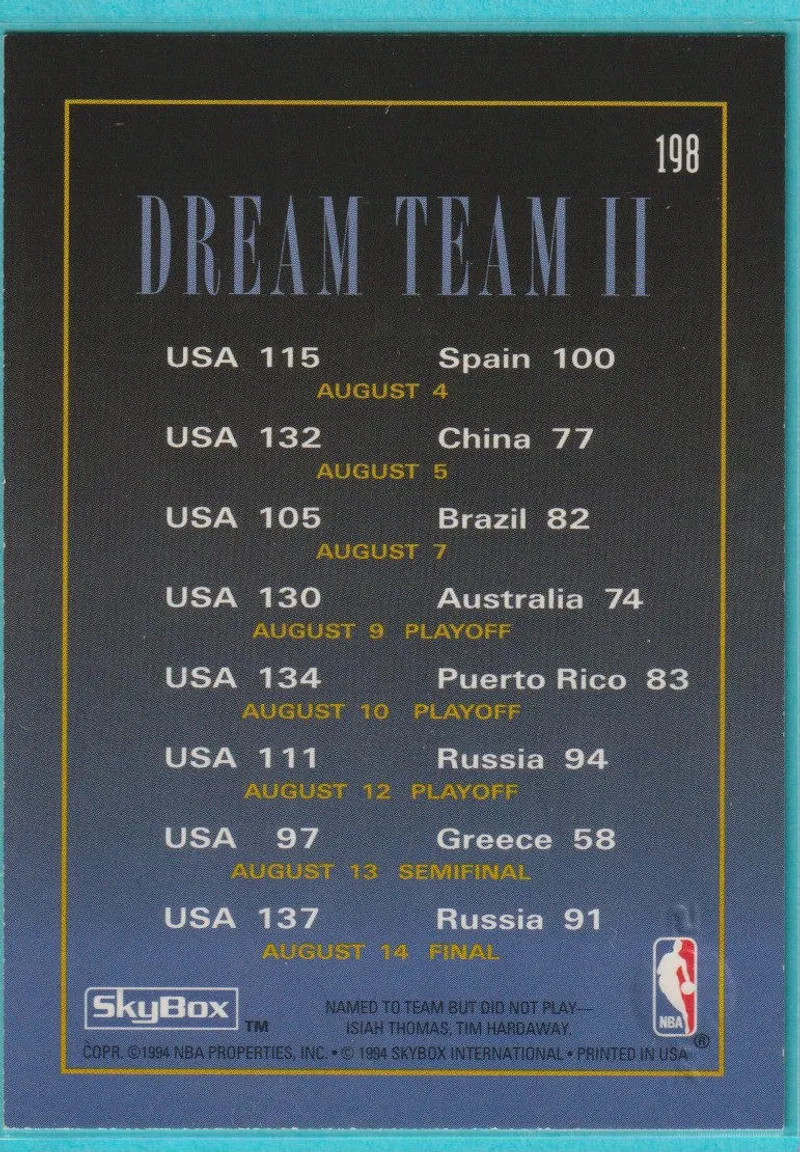 198
DREAM TEAM II
USA 115 Spain 100
AUGUST 4
USA 132 China 77
AUGUST 5
USA 105 Brazil 82
AUGUST 7
USA 130 Australia 74
AUGUST 9 PLAYOFF
USA 134 Puerto Rico 83
AUGUST 10 PLAYOFF
USA 111 Russia 94
AUGUST 12 PLAYOFF
USA 97 Greece 58
AUGUST 13 SEMIFINAL
USA 137 Russia 91
AUGUST 14 FINAL
SkyBox TM
NAMED TO TEAM BUT DID NOT PLAY—
ISIAH THOMAS, TIM HARDAWAY.
NBA ®
COPR. ©1994 NBA PROPERTIES, INC. • © 1994 SKYBOX INTERNATIONAL • PRINTED IN USA